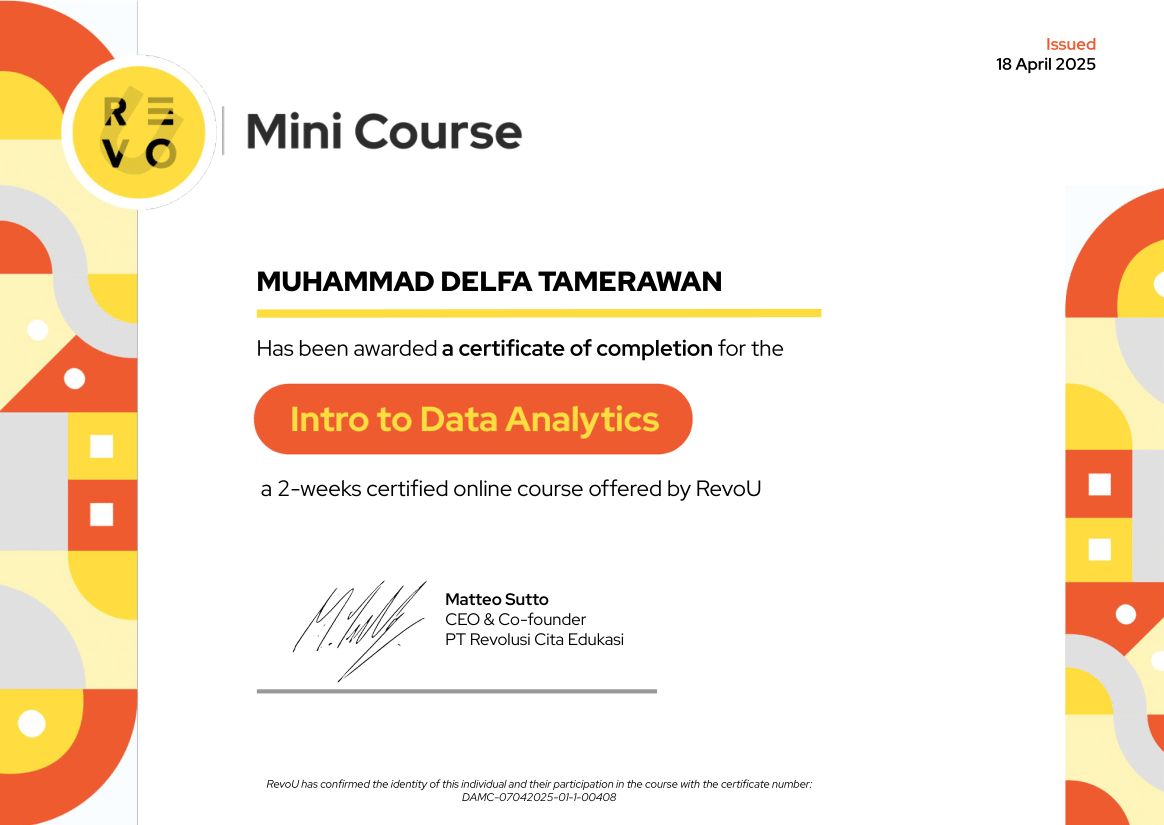 Issued
18 April 2025
RE
VO
Mini Course
MUHAMMAD DELFA TAMERAWAN
Has been awarded a certificate of completion for the
Intro to Data Analytics
a 2-weeks certified online course offered by RevoU
Matteo Sutto
CEO & Co-founder
PT Revolusi Cita Edukasi
RevoU has confirmed the identity of this individual and their participation in the course with the certificate number:
DAMC-07042025-01-1-00408